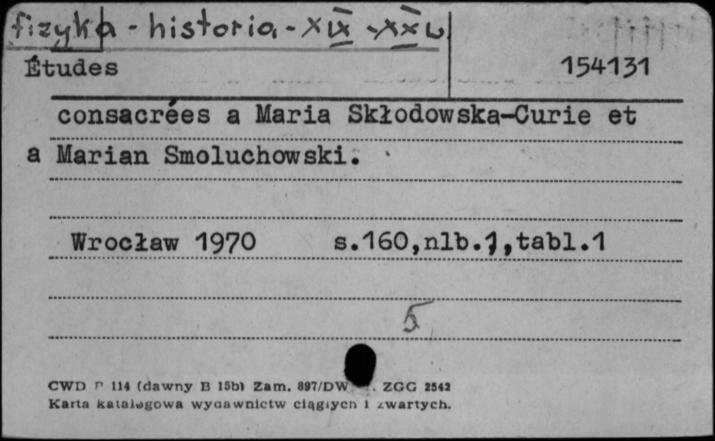 fizyka - historia - XIX - XX w
Études 154131
consacrées a Maria Skłodowska-Curie et
a Marian Smoluchowski.
Wrocław 1970 s.160,nlb.1,tabl.1
5
CWD P 114 (dawny B 15b) Zam. 897/DW . ZGG 2542
Karta katalogowa wydawnictw ciągłych i zwartych.